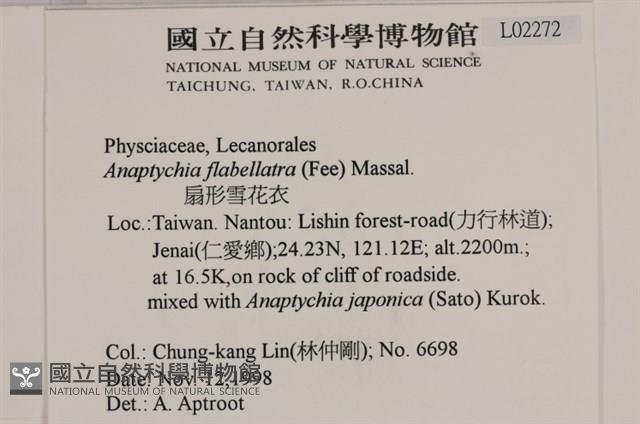 國立自然科學博物館
L02272
NATIONAL MUSEUM OF NATURAL SCIENCE
TAICHUNG, TAIWAN, R.O.CHINA
Physciaceae, Lecanorales
Anaptychia flabellatra (Fee) Massal.
扇形雪花衣
Loc.:Taiwan. Nantou: Lishin forest-road(力行林道);
Jenai(仁愛鄉);24.23N, 121.12E; alt.2200m.;
at 16.5K,on rock of cliff of roadside.
mixed with Anaptychia japonica (Sato) Kurok.
Col.: Chung-kang Lin(林仲剛); No. 6698
國立自然科學博物館
Date: Nov. 12,1998
NATIONAL MUSEUM OF NATURAL SCIENCE
Det.: A. Aptroot